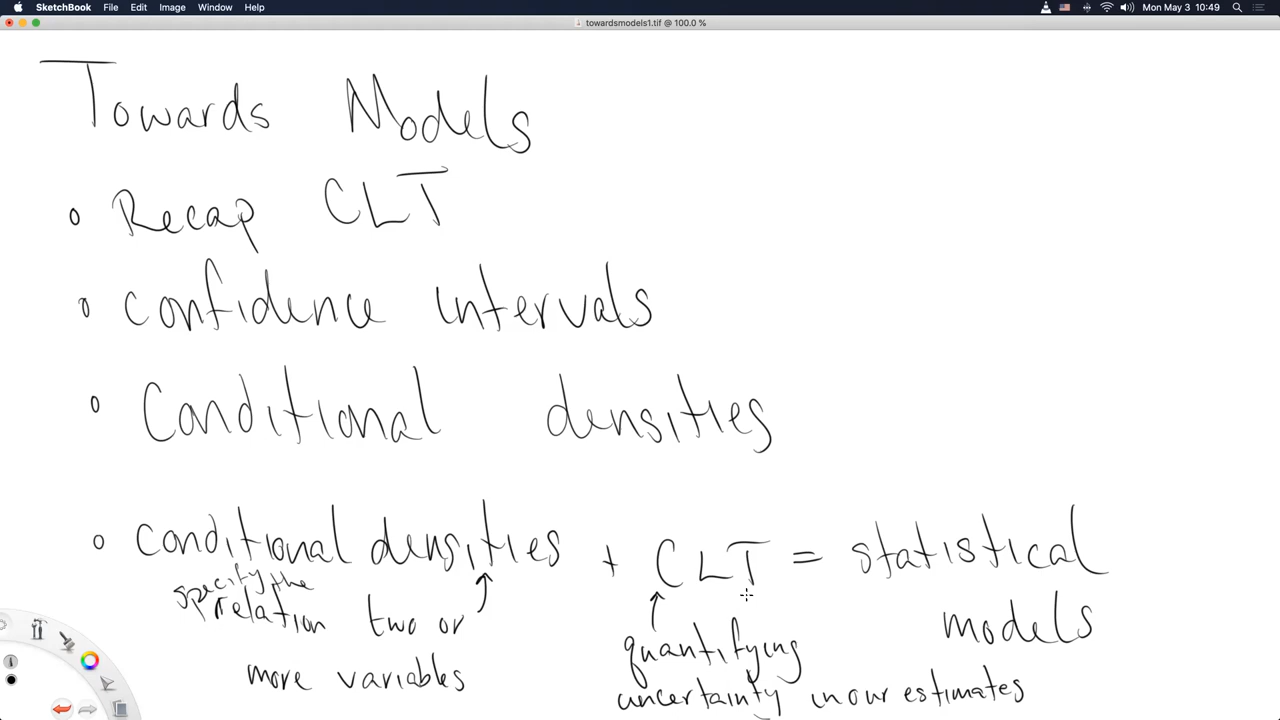 SketchBook File Edit Image Window Help Mon May 3 10:49
towardsmodels1.tif @ 100.0 %
Towards Models
Recap CLT
Confidence intervals
Conditional densities
conditional densities + CLT = statistical models
specify the
relation two or
more variables
quantifying
uncertainty in our estimates